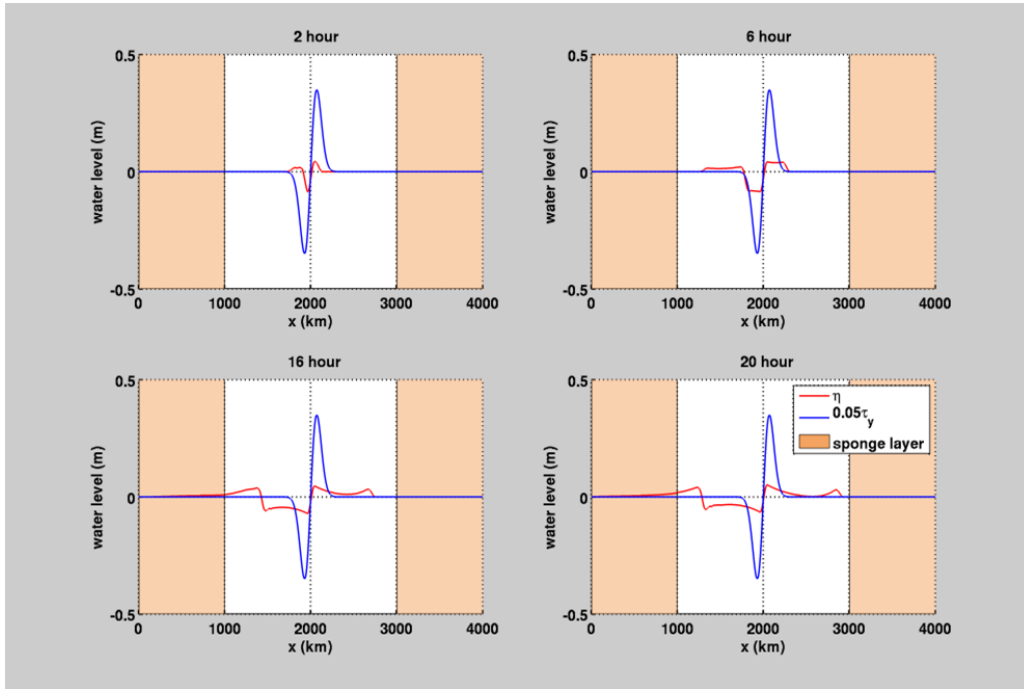 2 hour
0.5
0
-0.5
water level (m)
0 1000 2000 3000 4000
x (km)
6 hour
0.5
0
-0.5
water level (m)
0 1000 2000 3000 4000
x (km)
16 hour
0.5
0
-0.5
water level (m)
0 1000 2000 3000 4000
x (km)
20 hour
0.5
0
-0.5
water level (m)
0 1000 2000 3000 4000
x (km)
η
0.05τy
sponge layer